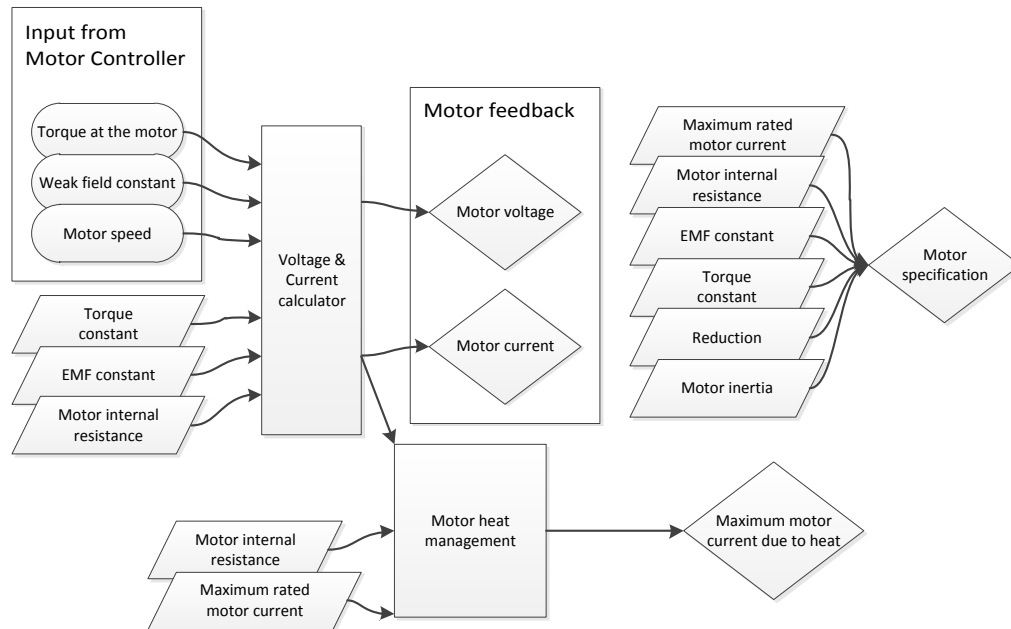 Input from
Motor Controller
Torque at the motor
Weak field constant
Motor speed
Torque
constant
EMF constant
Motor internal
resistance
Voltage &
Current
calculator
Motor feedback
Motor voltage
Motor current
Maximum rated
motor current
Motor internal
resistance
EMF constant
Torque
constant
Reduction
Motor inertia
Motor
specification
Motor internal
resistance
Maximum rated
motor current
Motor heat
management
Maximum motor
current due to heat